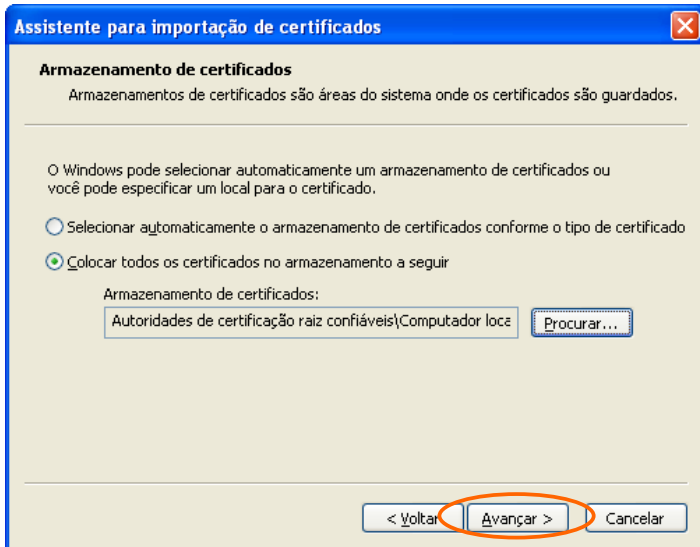 Assistente para importação de certificados
Armazenamento de certificados
Armazenamentos de certificados são áreas do sistema onde os certificados são guardados.
O Windows pode selecionar automaticamente um armazenamento de certificados ou
você pode especificar um local para o certificado.
Selecionar automaticamente o armazenamento de certificados conforme o tipo de certificado
Colocar todos os certificados no armazenamento a seguir
Armazenamento de certificados:
Autoridades de certificação raiz confiáveis\Computador loca
Procurar...
< Voltar
Avançar >
Cancelar